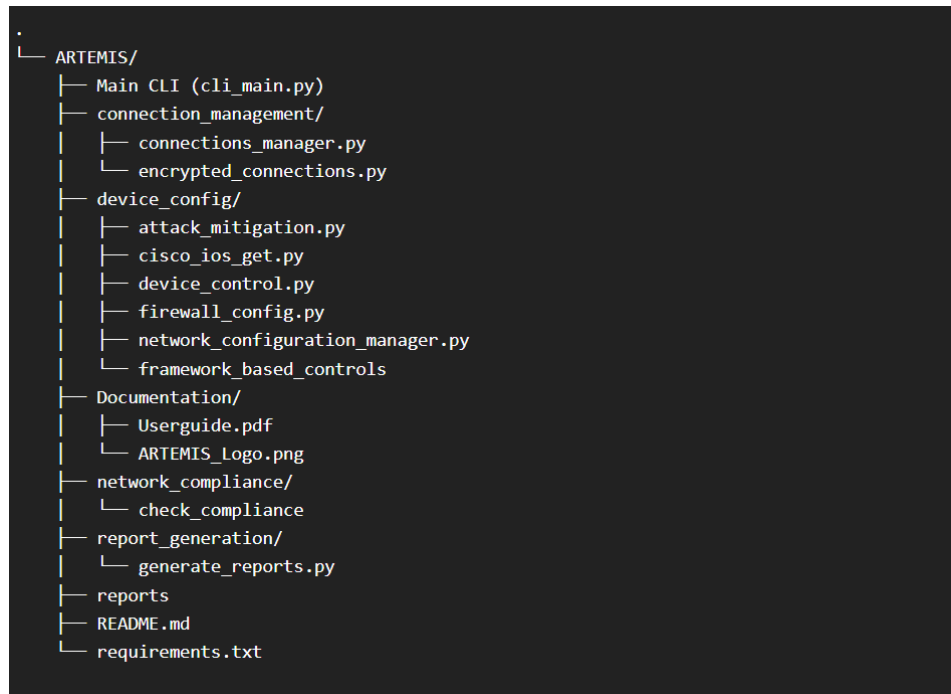 .
└── ARTEMIS/
    ├── Main CLI (cli_main.py)
    ├── connection_management/
    │   ├── connections_manager.py
    │   └── encrypted_connections.py
    ├── device_config/
    │   ├── attack_mitigation.py
    │   ├── cisco_ios_get.py
    │   ├── device_control.py
    │   ├── firewall_config.py
    │   ├── network_configuration_manager.py
    │   └── framework_based_controls
    ├── Documentation/
    │   ├── Userguide.pdf
    │   └── ARTEMIS_Logo.png
    ├── network_compliance/
    │   └── check_compliance
    ├── report_generation/
    │   └── generate_reports.py
    ├── reports
    ├── README.md
    └── requirements.txt